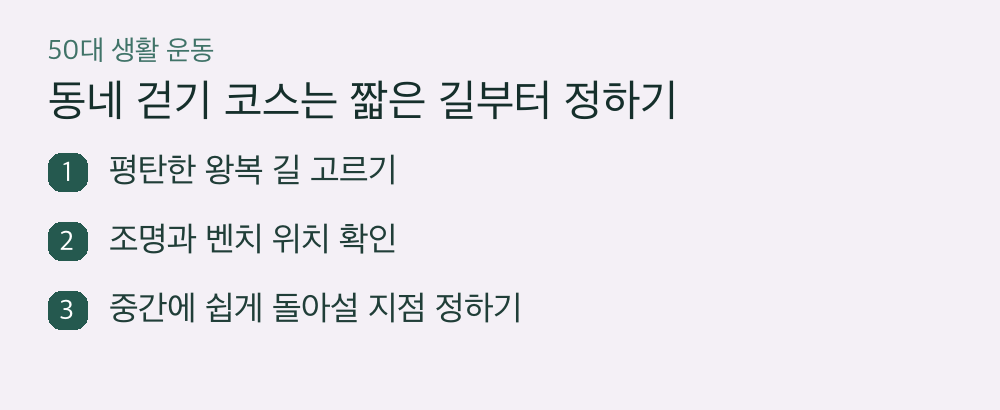 50대 생활 운동
동네 걷기 코스는 짧은 길부터 정하기
1 평탄한 왕복 길 고르기
2 조명과 벤치 위치 확인
3 중간에 쉽게 돌아설 지점 정하기